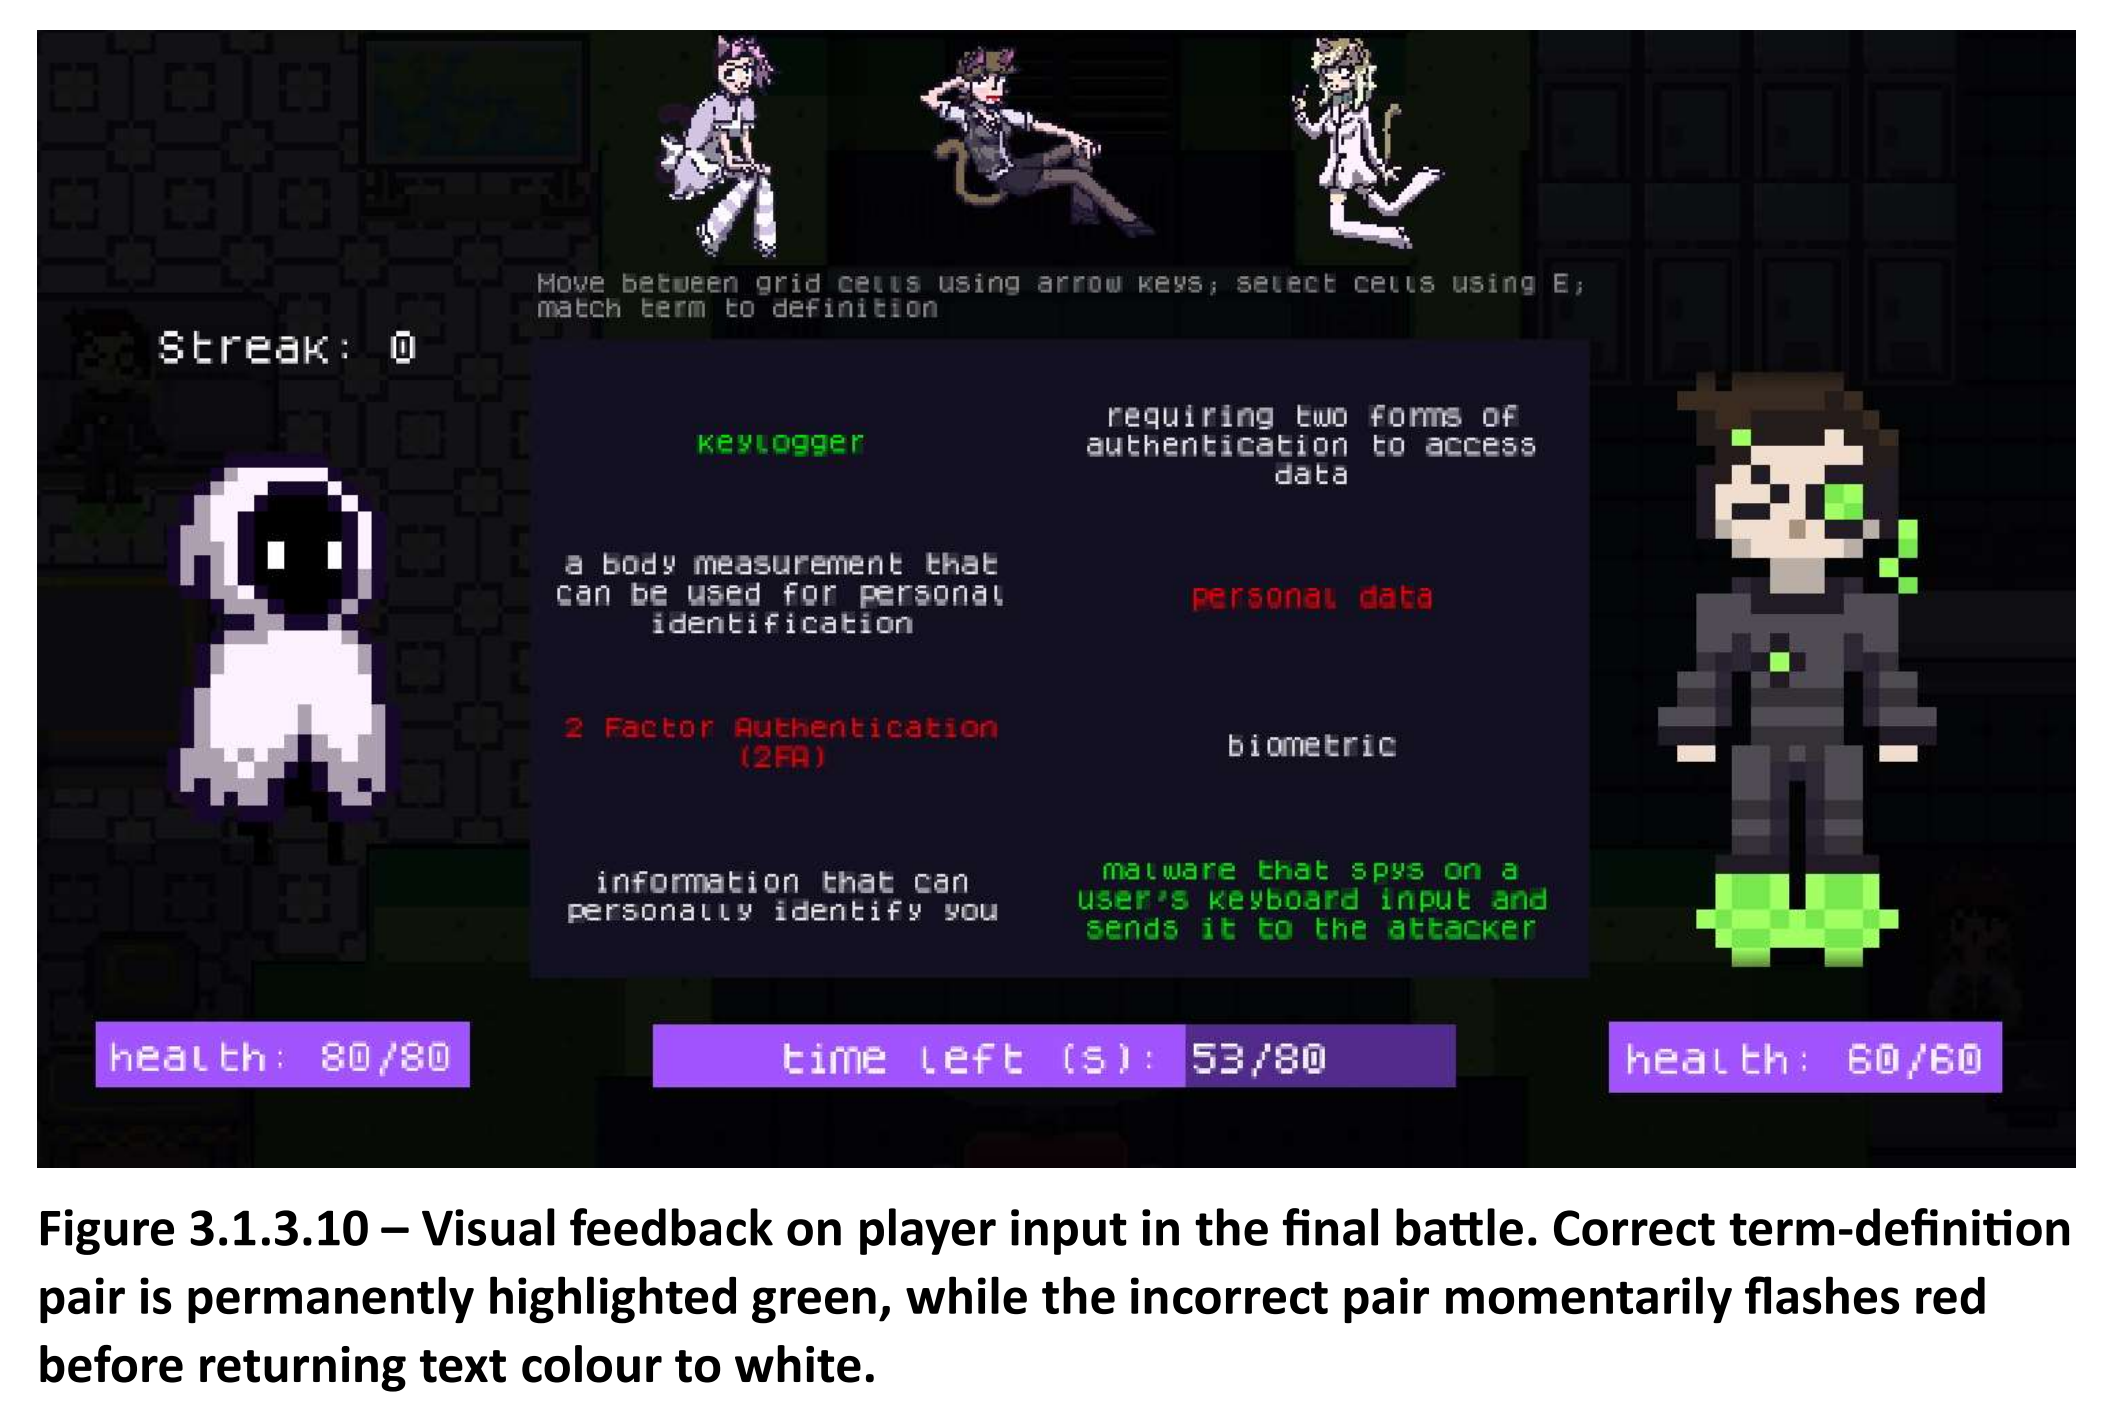 Move between grid cells using arrow keys; select cells using E;
match term to definition
Streak: 0
keylogger
requiring two forms of
authentication to access
data
a body measurement that
can be used for personal
identification
personal data
2 Factor Authentication
(2FA)
biometric
information that can
personally identify you
malware that spys on a
user's keyboard input and
sends it to the attacker
health: 80/80
time left (s): 53/80
health: 60/60
Figure 3.1.3.10 – Visual feedback on player input in the final battle. Correct term-definition
pair is permanently highlighted green, while the incorrect pair momentarily flashes red
before returning text colour to white.